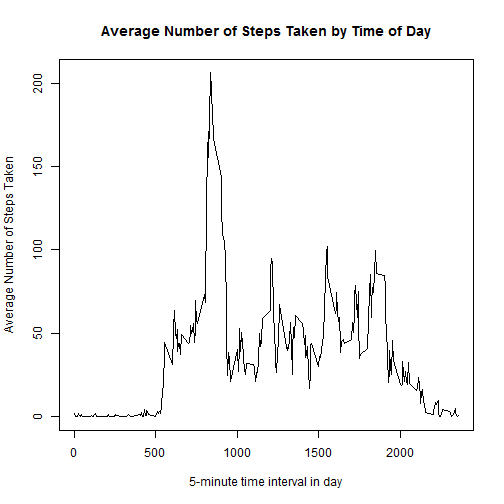 Average Number of Steps Taken by Time of Day
Average Number of Steps Taken
200
150
100
50
0
0 500 1000 1500 2000
5-minute time interval in day